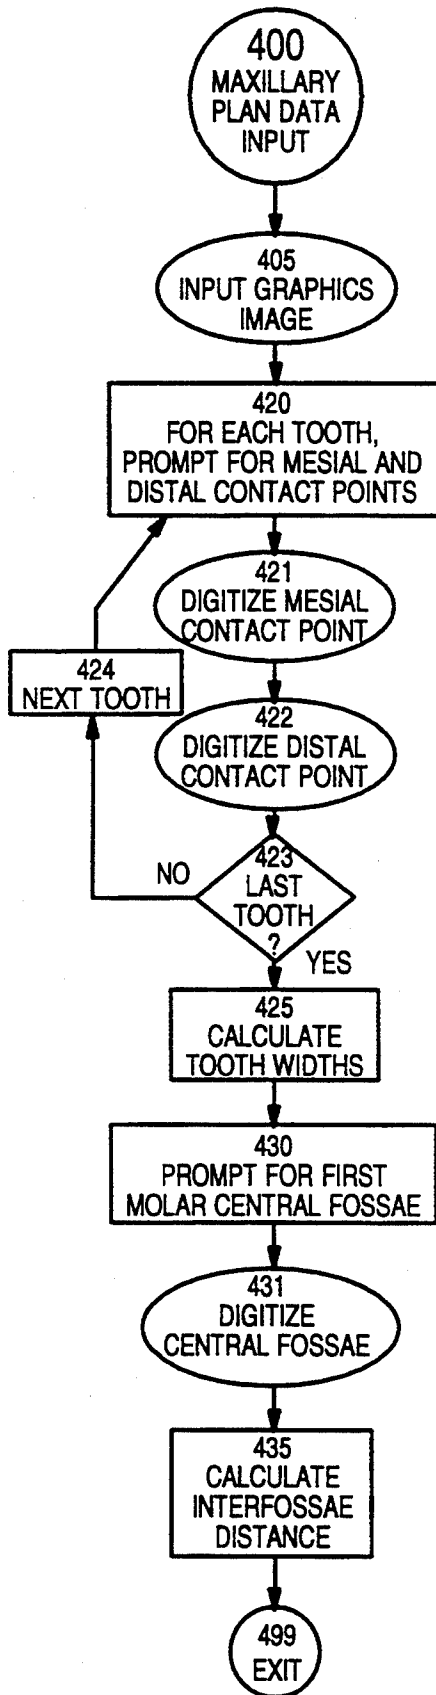 400
MAXILLARY
PLAN DATA
INPUT
405
INPUT GRAPHICS
IMAGE
420
FOR EACH TOOTH,
PROMPT FOR MESIAL AND
DISTAL CONTACT POINTS
421
DIGITIZE MESIAL
CONTACT POINT
424
NEXT TOOTH
422
DIGITIZE DISTAL
CONTACT POINT
423
LAST
TOOTH
?
NO
YES
425
CALCULATE
TOOTH WIDTHS
430
PROMPT FOR FIRST
MOLAR CENTRAL FOSSAE
431
DIGITIZE
CENTRAL FOSSAE
435
CALCULATE
INTERFOSSAE
DISTANCE
499
EXIT